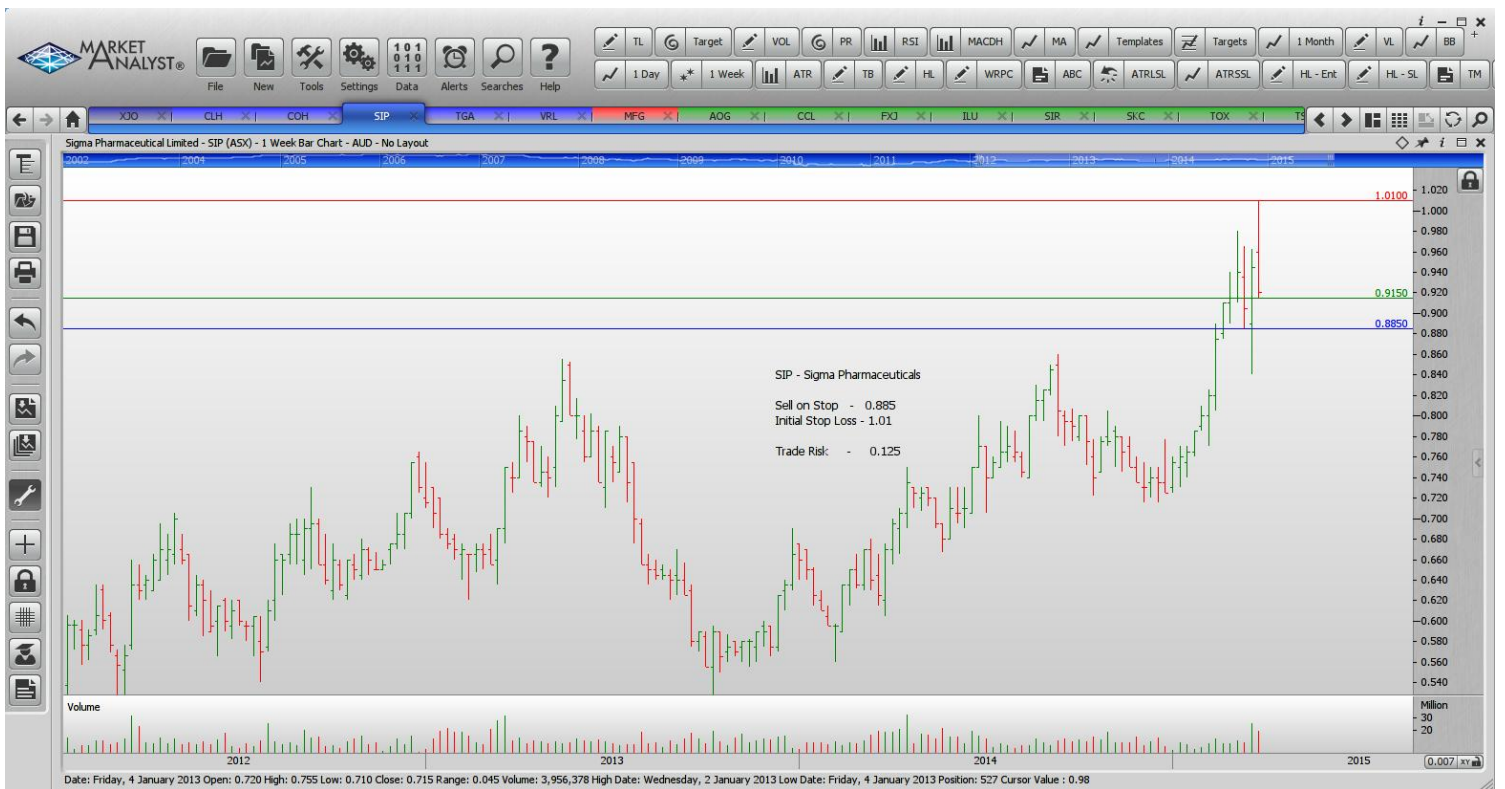 MARKET
ANALYST®
File New Tools Settings Data Alerts Searches Help
TL Target VOL PR RSI MACDH MA Templates Targets 1 Month VL BB
1 Day 1 Week ATR TB HL WRPC ABC ATRLSL ATRSSL HL - Ent HL - SL TM
XJO CLH COH SIP TGA VRL MFG AOG CCL FXJ ILU SIR SKC TOX
Sigma Pharmaceutical Limited - SIP (ASX) - 1 Week Bar Chart - AUD - No Layout
2002 2004 2005 2006 2007 2008 2009 2010 2011 2012 2013 2014 2015
1.020
1.0100
1.000
0.980
0.960
0.940
0.9150 0.920
0.900
0.8850 0.880
0.860
SIP - Sigma Pharmaceuticals
0.840
0.820
Sell on Stop - 0.885
0.800
Initial Stop Loss - 1.01
0.780
Trade Risk - 0.125
0.760
0.740
0.720
0.700
0.680
0.660
0.640
0.620
0.600
0.580
0.560
0.540
Volume Million
30
20
2012 2013 2014 2015 0.007 XY
Date: Friday, 4 January 2013 Open: 0.720 High: 0.755 Low: 0.710 Close: 0.715 Range: 0.045 Volume: 3,956,378 High Date: Wednesday, 2 January 2013 Low Date: Friday, 4 January 2013 Position: 527 Cursor Value : 0.98